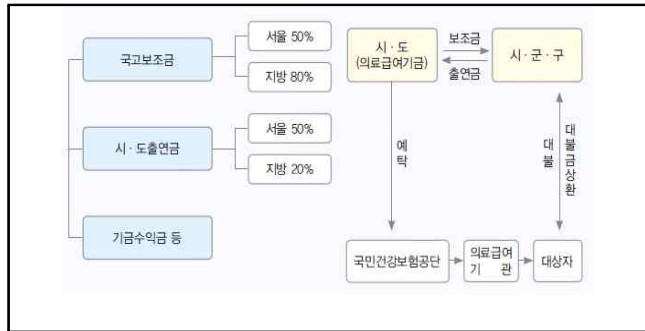 국고보조금
서울 50%
지방 80%
시·도출연금
서울 50%
지방 20%
기금수익금 등
시·도
(의료급여기금)
보조금
출연금
시·군·구
예탁
대불
대불금상환
국민건강보험공단
의료급여
기 관
대상자